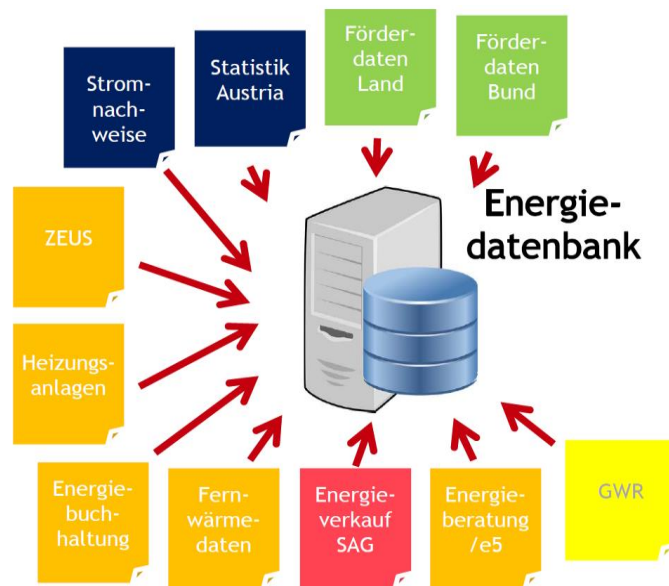 Strom-
nach-
weise
Statistik
Austria
Förder-
daten
Land
Förder-
daten
Bund
Energie-
datenbank
ZEUS
Heizungs-
anlagen
Energie-
buch-
haltung
Fern-
wärme-
daten
Energie-
verkauf
SAG
Energie-
beratung
/e5
GWR